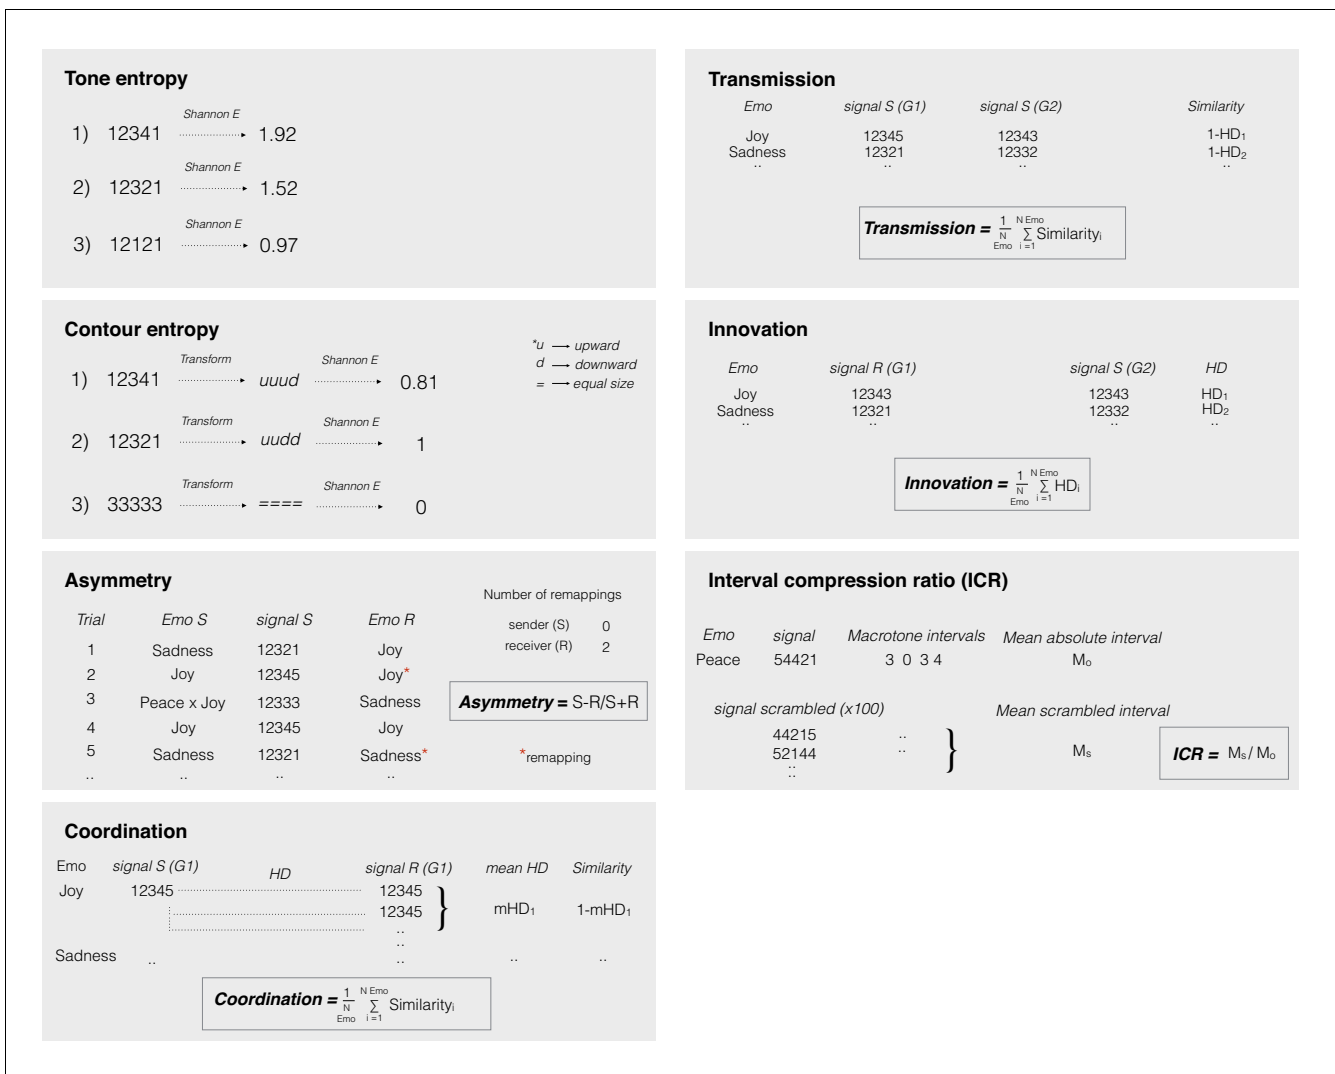 Tone entropy
Shannon E
1) 12341 1.92
Shannon E
2) 12321 1.52
Shannon E
3) 12121 0.97
Contour entropy
*u → upward
d → downward
= → equal size
Transform Shannon E
1) 12341 uuud 0.81
Transform Shannon E
2) 12321 uudd 1
Transform Shannon E
3) 33333 ==== 0
Asymmetry
Number of remappings
sender (S) 0
receiver (R) 2
Trial Emo S signal S Emo R
1 Sadness 12321 Joy
2 Joy 12345 Joy*
3 Peace x Joy 12333 Sadness
4 Joy 12345 Joy
5 Sadness 12321 Sadness*
.. .. .. ..
Asymmetry = S-R/S+R
*remapping
Coordination
Emo signal S (G1) HD signal R (G1) mean HD Similarity
Joy 12345 12345
12345 mHD₁ 1-mHD₁
..
..
Sadness .. .. .. ..
Coordination = 1/N Emo N Emo ∑ i=1 Similarityᵢ
Transmission
Emo signal S (G1) signal S (G2) Similarity
Joy 12345 12343 1-HD₁
Sadness 12321 12332 1-HD₂
.. .. .. ..
Transmission = 1/N Emo N Emo ∑ i=1 Similarityᵢ
Innovation
Emo signal R (G1) signal S (G2) HD
Joy 12343 12343 HD₁
Sadness 12321 12332 HD₂
.. .. .. ..
Innovation = 1/N Emo N Emo ∑ i=1 HDᵢ
Interval compression ratio (ICR)
Emo signal Macrotone intervals Mean absolute interval
Peace 54421 3 0 3 4 Mₒ
signal scrambled (x100) Mean scrambled interval
44215 ..
52144 .. } Mₛ
..
..
ICR = Mₛ/Mₒ